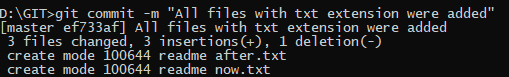 D:\GIT>git commit -m "All files with txt extension were added"
[master ef733af] All files with txt extension were added
 3 files changed, 3 insertions(+), 1 deletion(-)
 create mode 100644 readme after.txt
 create mode 100644 readme now.txt